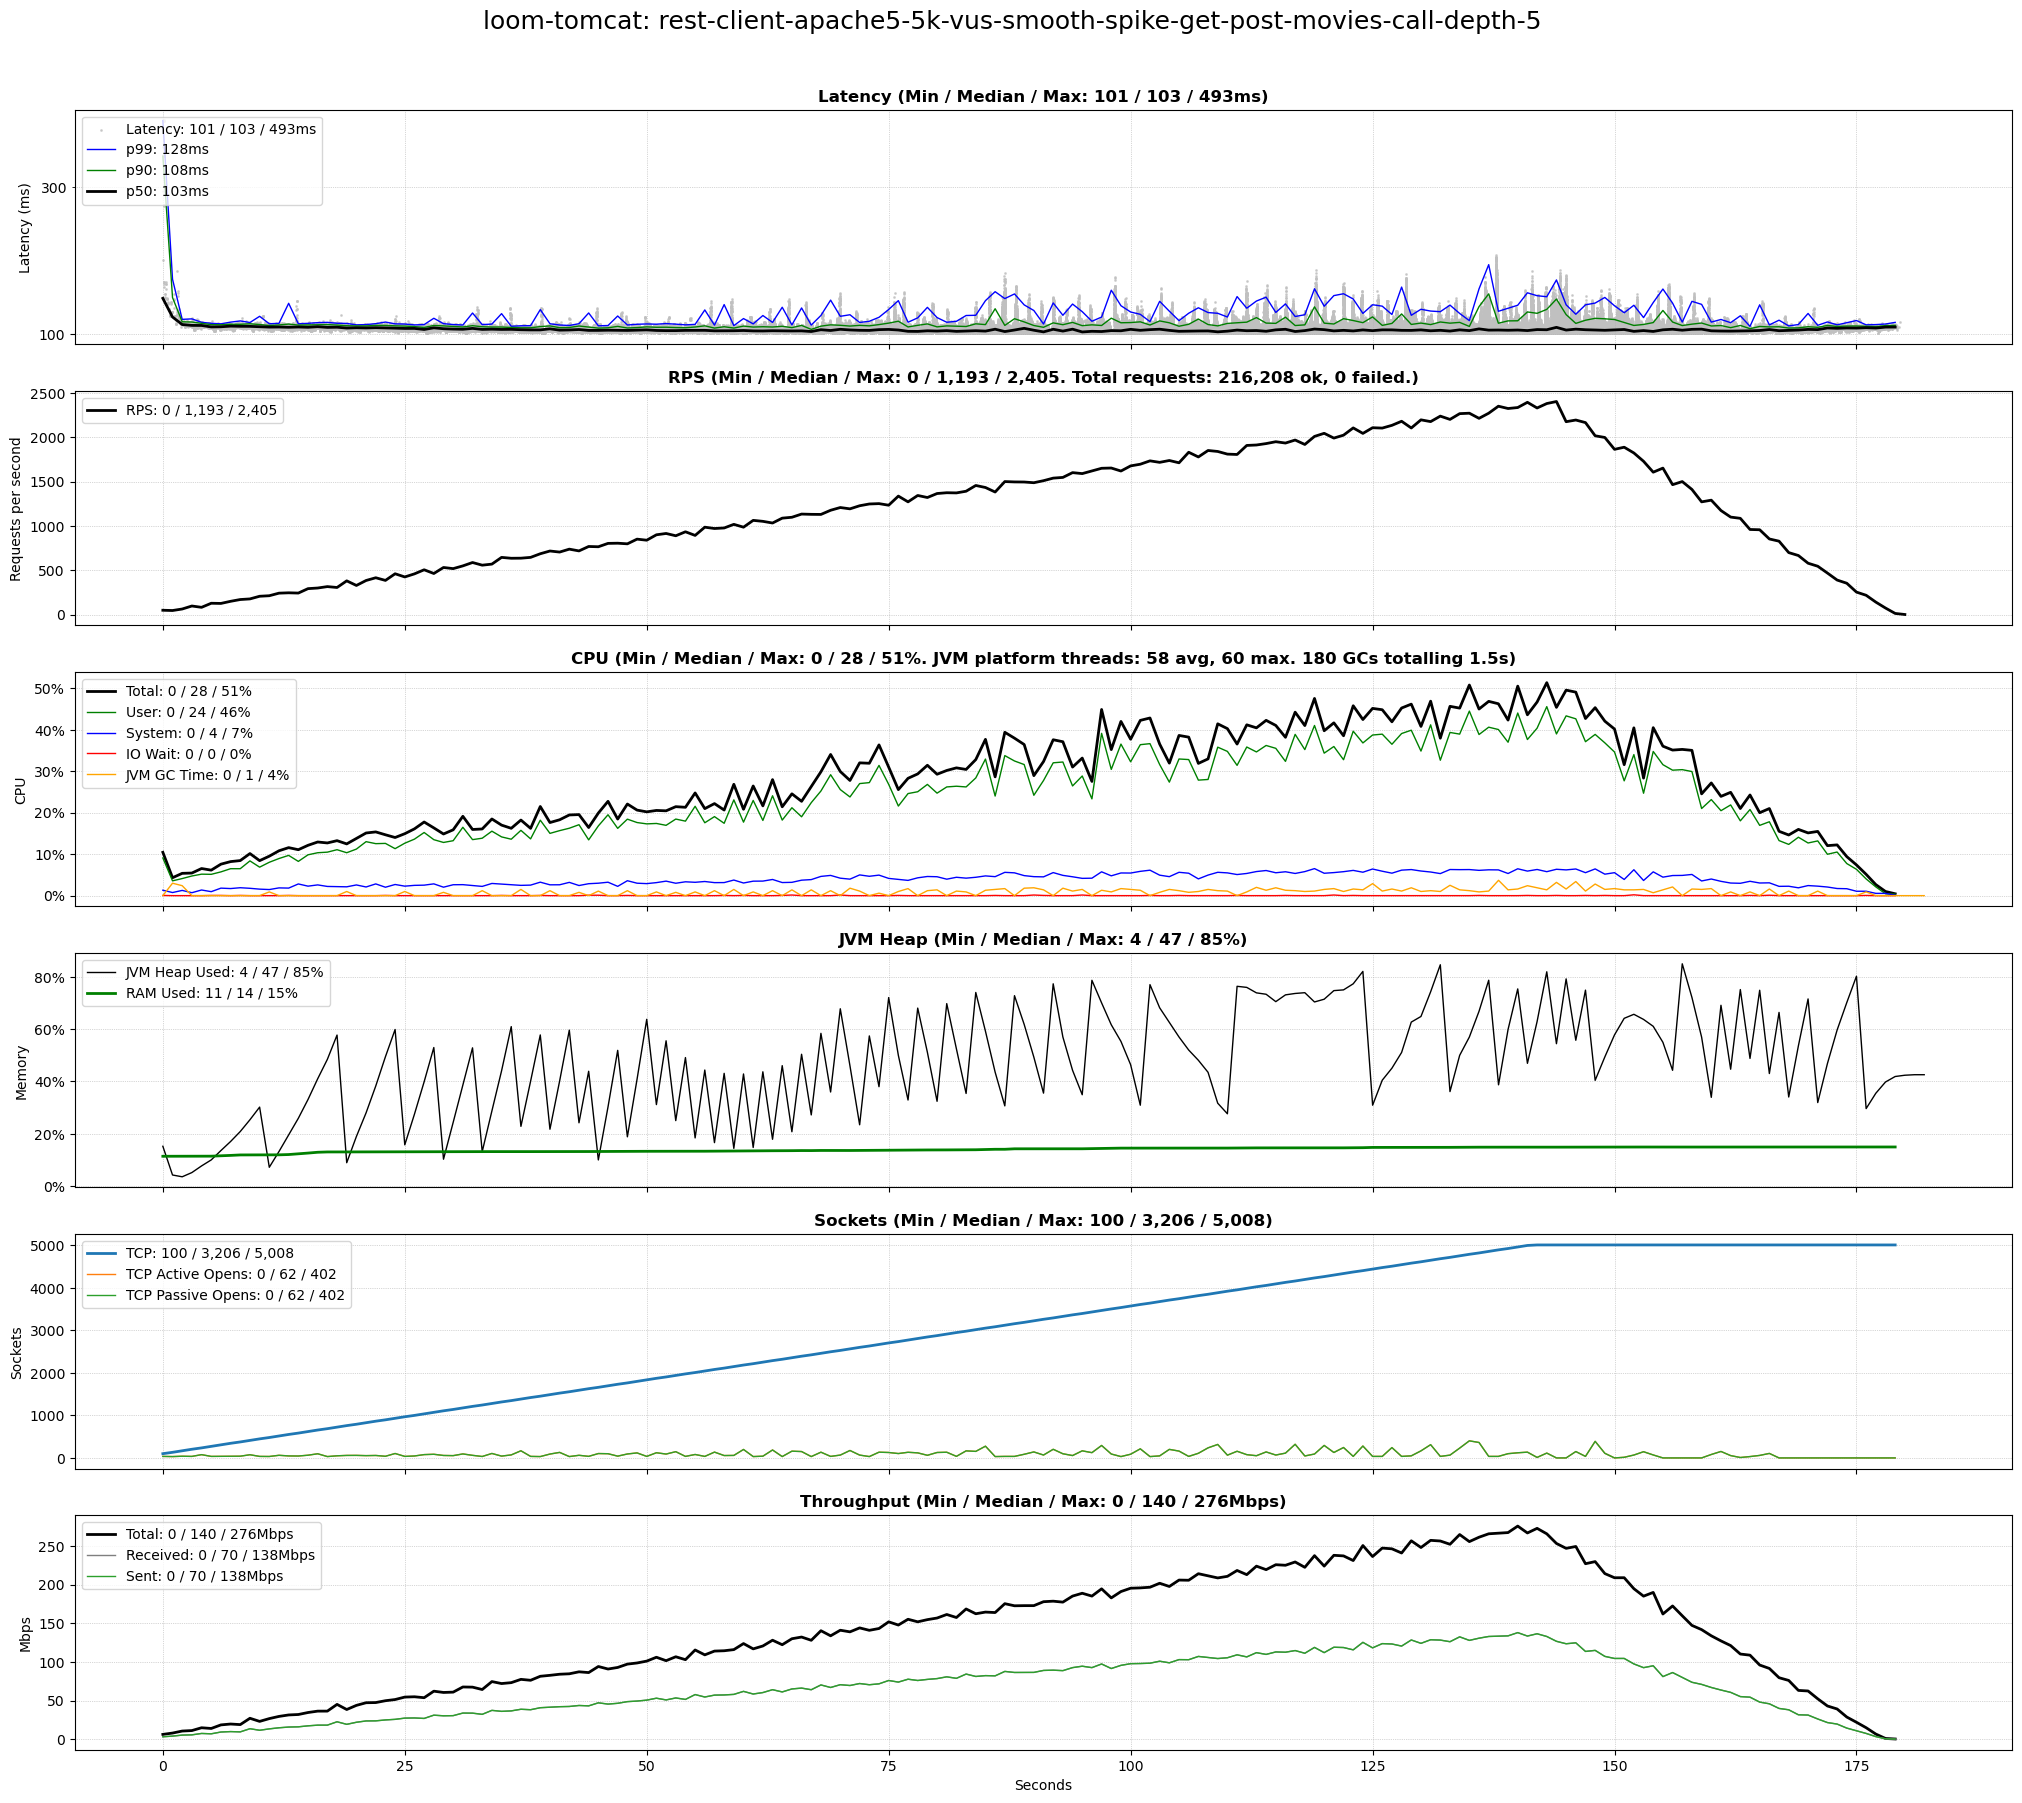 loom-tomcat: rest-client-apache5-5k-vus-smooth-spike-get-post-movies-call-depth-5
Latency (Min / Median / Max: 101 / 103 / 493ms)
Latency: 101 / 103 / 493ms
p99: 128ms
p90: 108ms
p50: 103ms
Latency (ms)
300
100
RPS (Min / Median / Max: 0 / 1,193 / 2,405. Total requests: 216,208 ok, 0 failed.)
RPS: 0 / 1,193 / 2,405
Requests per second
2500
2000
1500
1000
500
0
CPU (Min / Median / Max: 0 / 28 / 51%. JVM platform threads: 58 avg, 60 max. 180 GCs totalling 1.5s)
Total: 0 / 28 / 51%
User: 0 / 24 / 46%
System: 0 / 4 / 7%
IO Wait: 0 / 0 / 0%
JVM GC Time: 0 / 1 / 4%
CPU
50%
40%
30%
20%
10%
0%
JVM Heap (Min / Median / Max: 4 / 47 / 85%)
JVM Heap Used: 4 / 47 / 85%
RAM Used: 11 / 14 / 15%
Memory
80%
60%
40%
20%
0%
Sockets (Min / Median / Max: 100 / 3,206 / 5,008)
TCP: 100 / 3,206 / 5,008
TCP Active Opens: 0 / 62 / 402
TCP Passive Opens: 0 / 62 / 402
Sockets
5000
4000
3000
2000
1000
0
Throughput (Min / Median / Max: 0 / 140 / 276Mbps)
Total: 0 / 140 / 276Mbps
Received: 0 / 70 / 138Mbps
Sent: 0 / 70 / 138Mbps
Mbps
250
200
150
100
50
0
0 25 50 75 100 125 150 175
Seconds